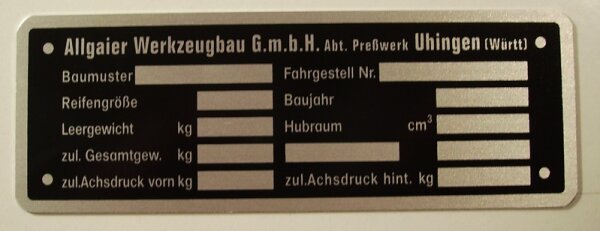 Allgaier Werkzeugbau G.m.b.H. Abt. Preßwerk Uhingen (Württ)
Baumuster Fahrgestell Nr.
Reifengröße Baujahr
Leergewicht kg Hubraum cm³
zul. Gesamtgew. kg
zul.Achsdruck vorn kg zul.Achsdruck hint. kg